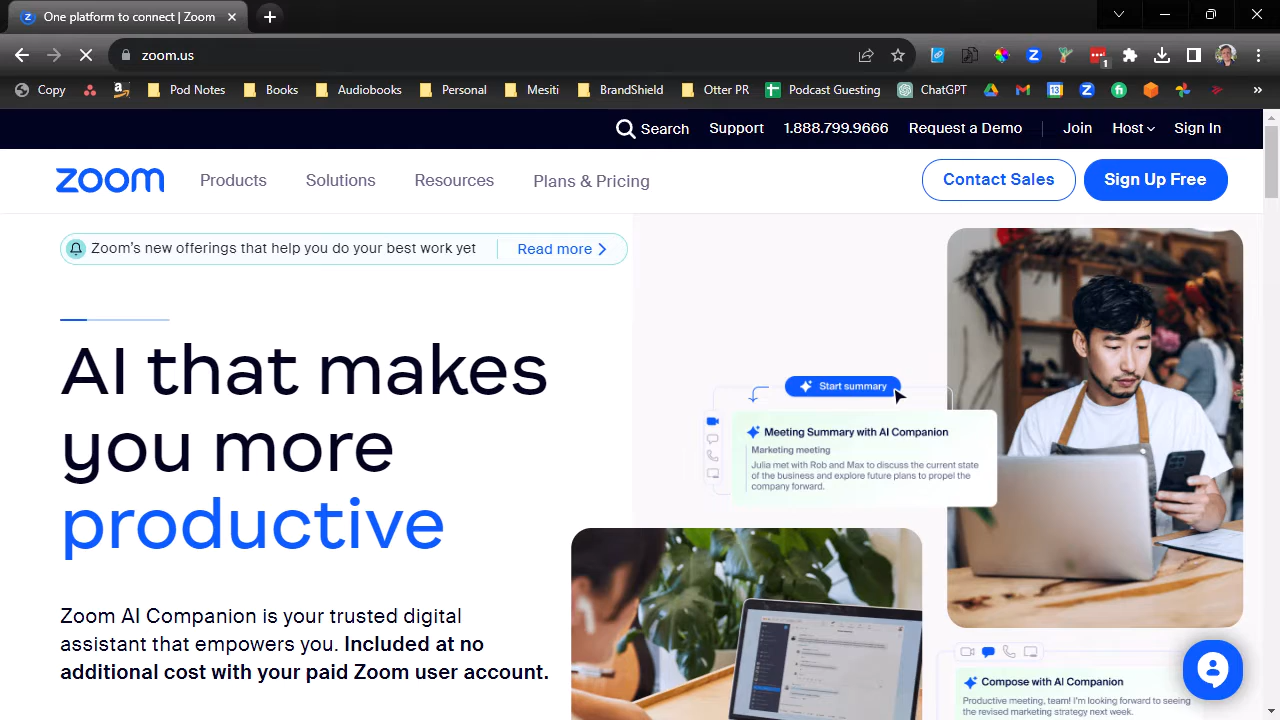 One platform to connect | Zoom
zoom.us
1
Copy
Pod Notes
Books
Audiobooks
Personal
Mesiti
BrandShield
Otter PR
Podcast Guesting
ChatGPT
13
Search
Support
1.888.799.9666
Request a Demo
Join
Host
Sign In
zoom
Products
Solutions
Resources
Plans & Pricing
Contact Sales
Sign Up Free
Zoom’s new offerings that help you do your best work yet
Read more
AI that makes
you more
productive
Start summary
Meeting Summary with AI Companion
Marketing meeting
Julia met with Rob and Max to discuss the current state
of the business and explore future plans to propel the
company forward.
Zoom AI Companion is your trusted digital
assistant that empowers you. Included at no
additional cost with your paid Zoom user account.
Compose with AI Companion
Productive meeting, team! I'm looking forward to seeing
the revised marketing strategy next week.